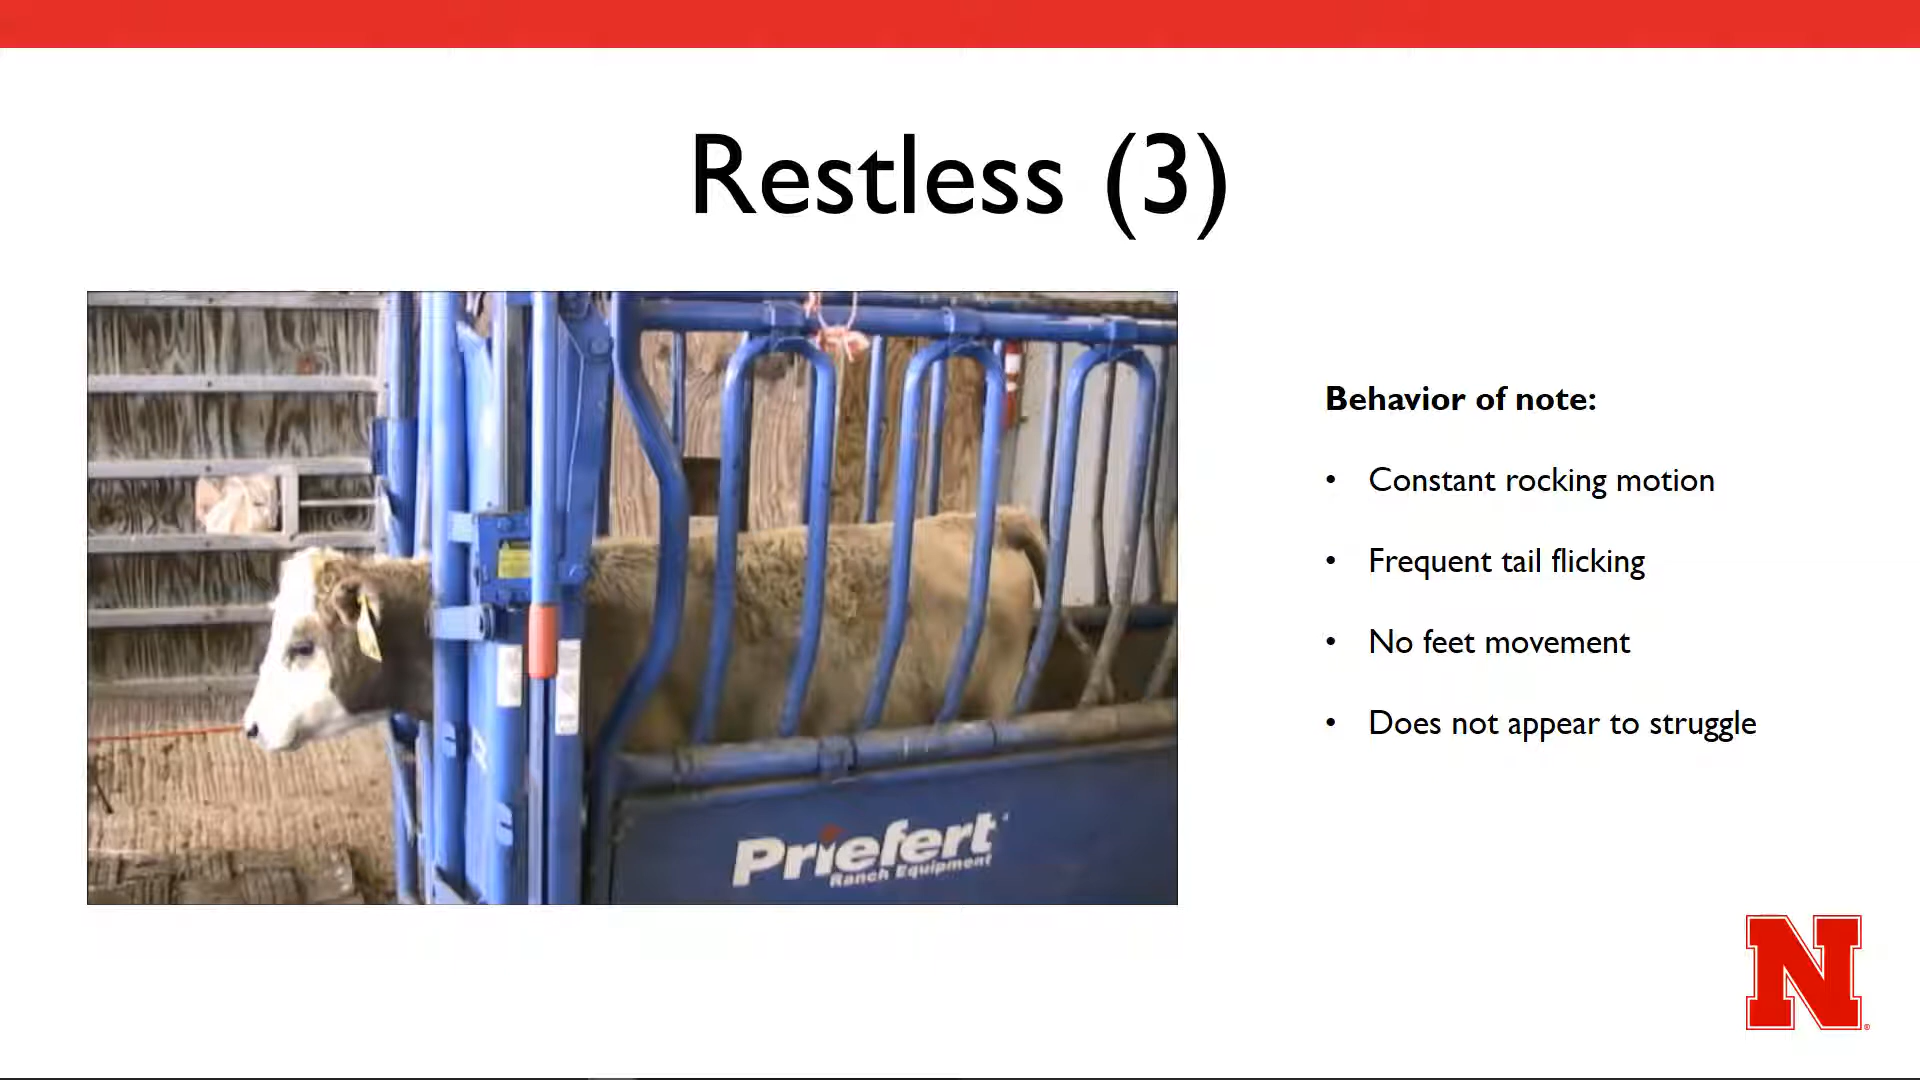 Restless (3)
Behavior of note:
• Constant rocking motion
• Frequent tail flicking
• No feet movement
• Does not appear to struggle
Priefert
Ranch Equipment
N